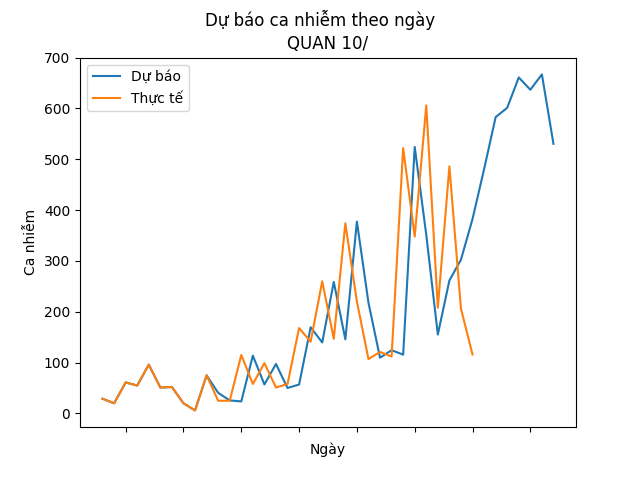 Dự báo ca nhiễm theo ngày
QUAN 10/
Dự báo
Thực tế
700
600
500
400
300
200
100
0
Ca nhiễm
Ngày